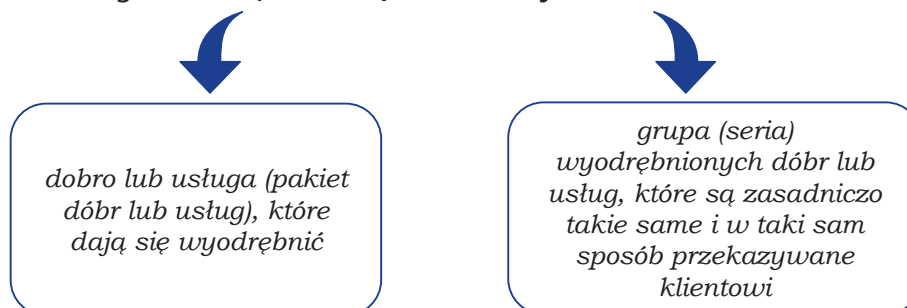 dobro lub usługa (pakiet
dóbr lub usług), które
dają się wyodrębnić
grupa (seria)
wyodrębnionych dóbr lub
usług, które są zasadniczo
takie same i w taki sam
sposób przekazywane
klientowi